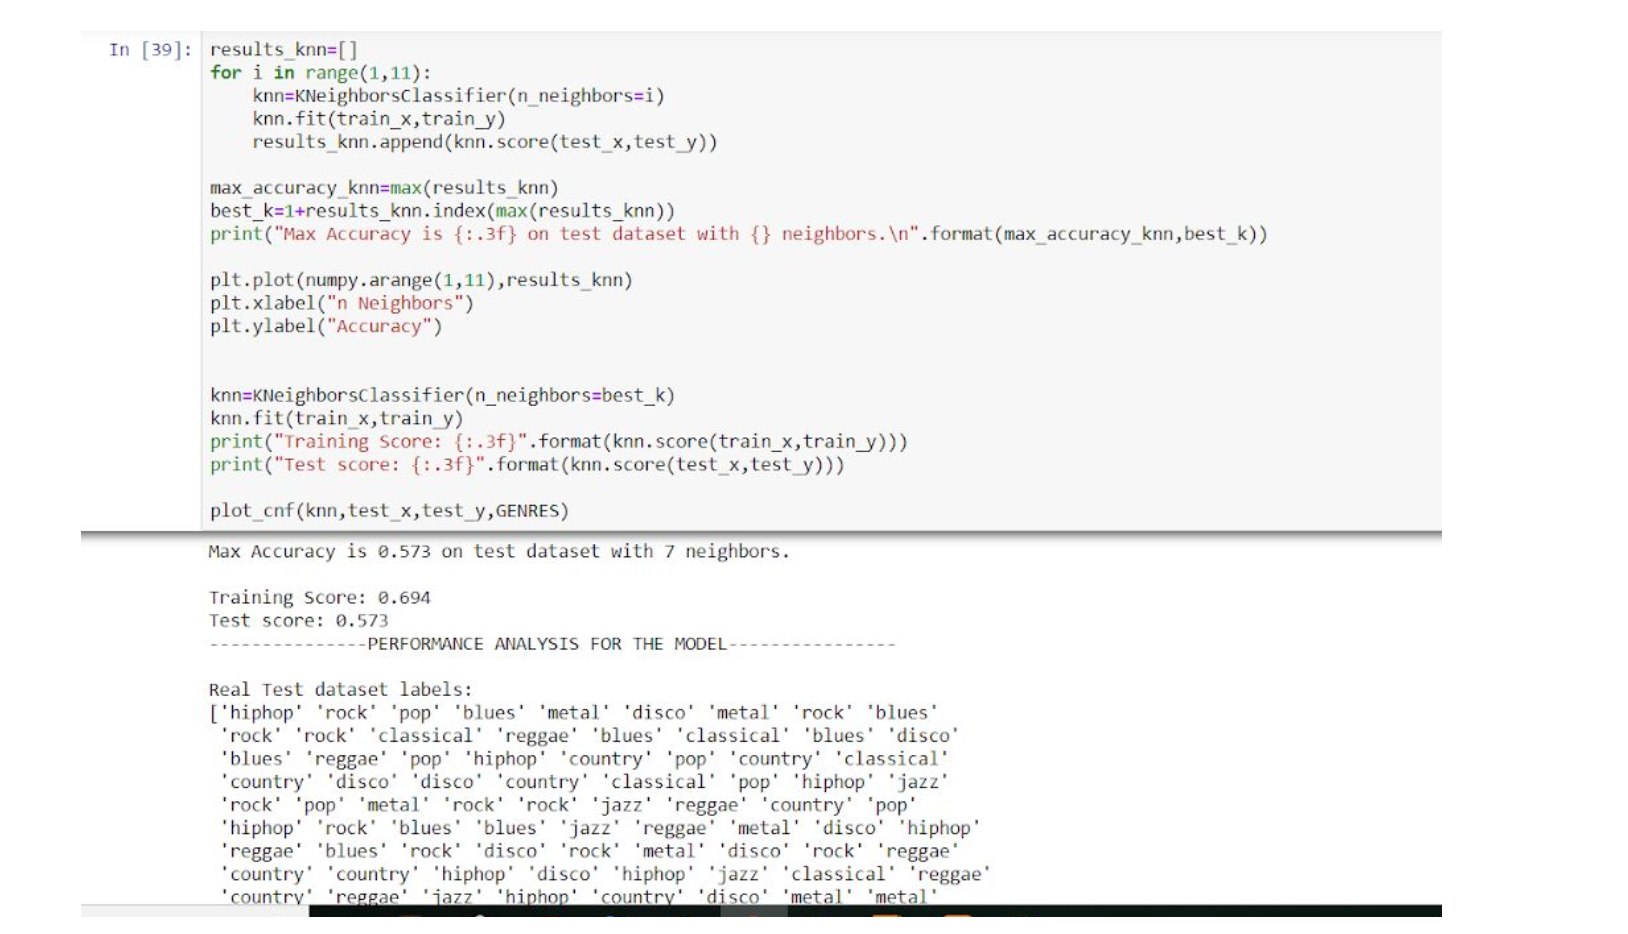 In [39]: results_knn=[]
for i in range(1,11):
    knn=KNeighborsClassifier(n_neighbors=i)
    knn.fit(train_x,train_y)
    results_knn.append(knn.score(test_x,test_y))
max_accuracy_knn=max(results_knn)
best_k=1+results_knn.index(max(results_knn))
print("Max Accuracy is {:.3f} on test dataset with {} neighbors.\n".format(max_accuracy_knn,best_k))
plt.plot(numpy.arange(1,11),results_knn)
plt.xlabel("n Neighbors")
plt.ylabel("Accuracy")
knn=KNeighborsClassifier(n_neighbors=best_k)
knn.fit(train_x,train_y)
print("Training Score: {:.3f}".format(knn.score(train_x,train_y)))
print("Test score: {:.3f}".format(knn.score(test_x,test_y)))
plot_cnf(knn,test_x,test_y,GENRES)
Max Accuracy is 0.573 on test dataset with 7 neighbors.
Training Score: 0.694
Test score: 0.573
---------------PERFORMANCE ANALYSIS FOR THE MODEL----------------
Real Test dataset labels:
['hiphop' 'rock' 'pop' 'blues' 'metal' 'disco' 'metal' 'rock' 'blues'
'rock' 'rock' 'classical' 'reggae' 'blues' 'classical' 'blues' 'disco'
'blues' 'reggae' 'pop' 'hiphop' 'country' 'pop' 'country' 'classical'
'country' 'disco' 'disco' 'country' 'classical' 'pop' 'hiphop' 'jazz'
'rock' 'pop' 'metal' 'rock' 'rock' 'jazz' 'reggae' 'country' 'pop'
'hiphop' 'rock' 'blues' 'blues' 'jazz' 'reggae' 'metal' 'disco' 'hiphop'
'reggae' 'blues' 'rock' 'disco' 'rock' 'metal' 'disco' 'rock' 'reggae'
'country' 'country' 'hiphop' 'disco' 'hiphop' 'jazz' 'classical' 'reggae'
'country' 'reggae' 'jazz' 'hiphop' 'country' 'disco' 'metal' 'metal'